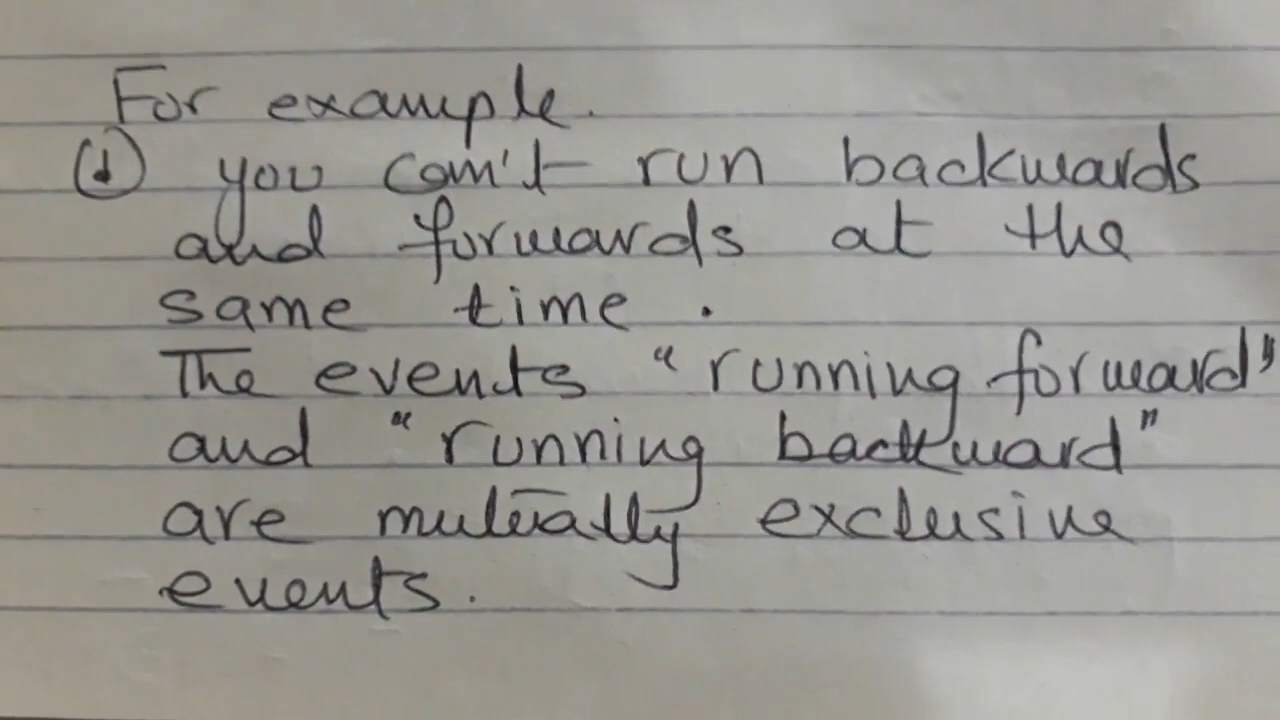 For example.
(1) you can't run backwards
and forwards at the
same time .
The events "running forward"
and "running backward"
are mutually exclusive
events.